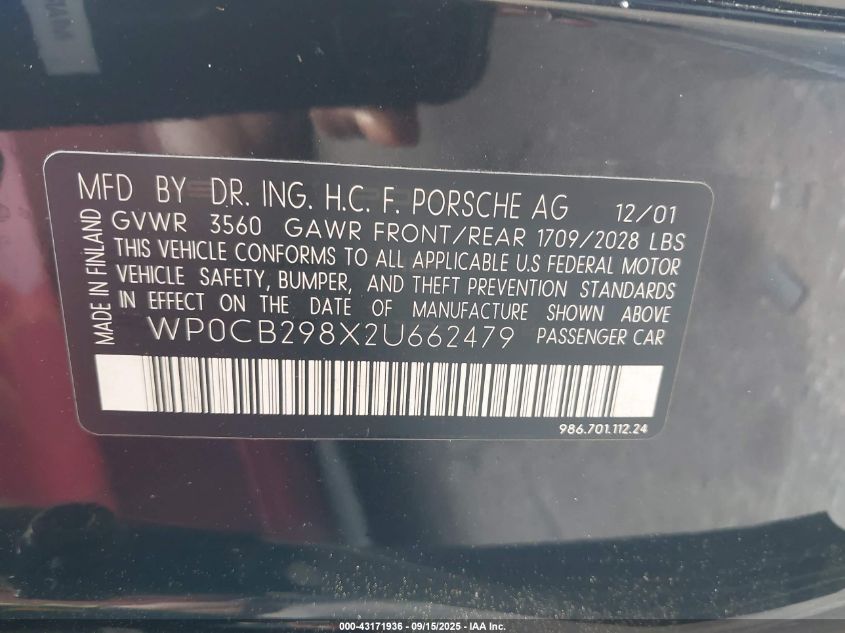 MFD BY DR. ING. H.C. F. PORSCHE AG 12/01
GVWR 3560 GAWR FRONT/REAR 1709/2028 LBS
THIS VEHICLE CONFORMS TO ALL APPLICABLE U.S FEDERAL MOTOR
VEHICLE SAFETY, BUMPER, AND THEFT PREVENTION STANDARDS
IN EFFECT ON THE DATE OF MANUFACTURE SHOWN ABOVE
WP0CB298X2U662479 PASSENGER CAR
MADE IN FINLAND
986.701.112.24
000-43171936 - 09/15/2025 - IAA Inc.